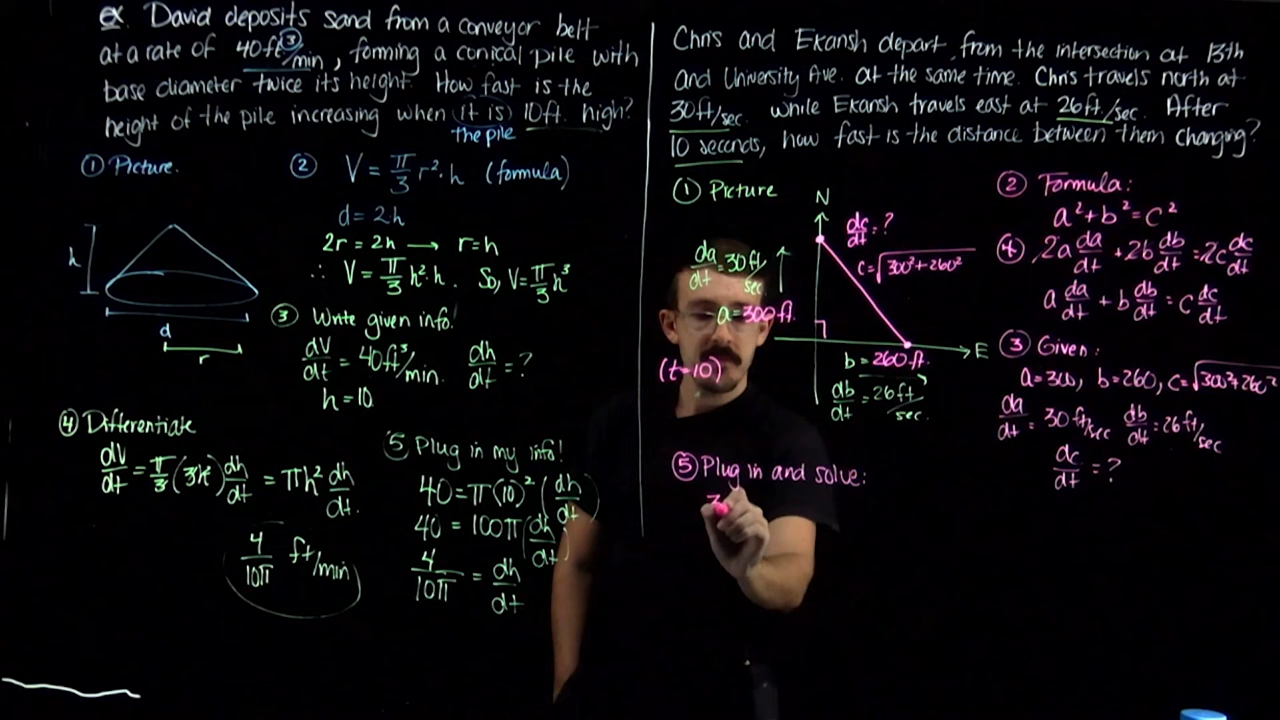 ex. David deposits sand from a conveyor belt
at a rate of 40ft³/min, forming a conical pile with
base diameter twice its height. How fast is the
height of the pile increasing when (it is) 10ft. high?
the pile
① Picture.
h
d
r
② V = π/3 r²·h (formula)
d = 2·h
2r = 2h → r=h
∴ V = π/3 h²·h. So, V = π/3 h³
③ Write given info!
dV/dt = 40ft³/min. dh/dt = ?
h = 10.
④ Differentiate
dV/dt = π/3 (3h²) dh/dt = πh² dh/dt.
4/10π ft/min
⑤ Plug in my info!
40 = π(10)² (dh/dt)
40 = 100π (dh/dt)
4/10π = dh/dt
Chris and Ekansh depart from the intersection at 13th
and University Ave. at the same time. Chris travels north at
30ft/sec. while Ekansh travels east at 26ft/sec. After
10 seconds, how fast is the distance between them changing?
① Picture
N
dc/dt = ?
da/dt = 30ft/sec
c = √300²+260²
a = 300 ft.
E
b = 260 ft.
(t=10)
db/dt = 26ft/sec.
② Formula:
a² + b² = c²
④ 2a da/dt + 2b db/dt = 2c dc/dt
a da/dt + b db/dt = c dc/dt
③ Given:
a=300, b=260, c=√300²+260²
da/dt = 30 ft/sec db/dt = 26ft/sec
dc/dt = ?
⑤ Plug in and solve: